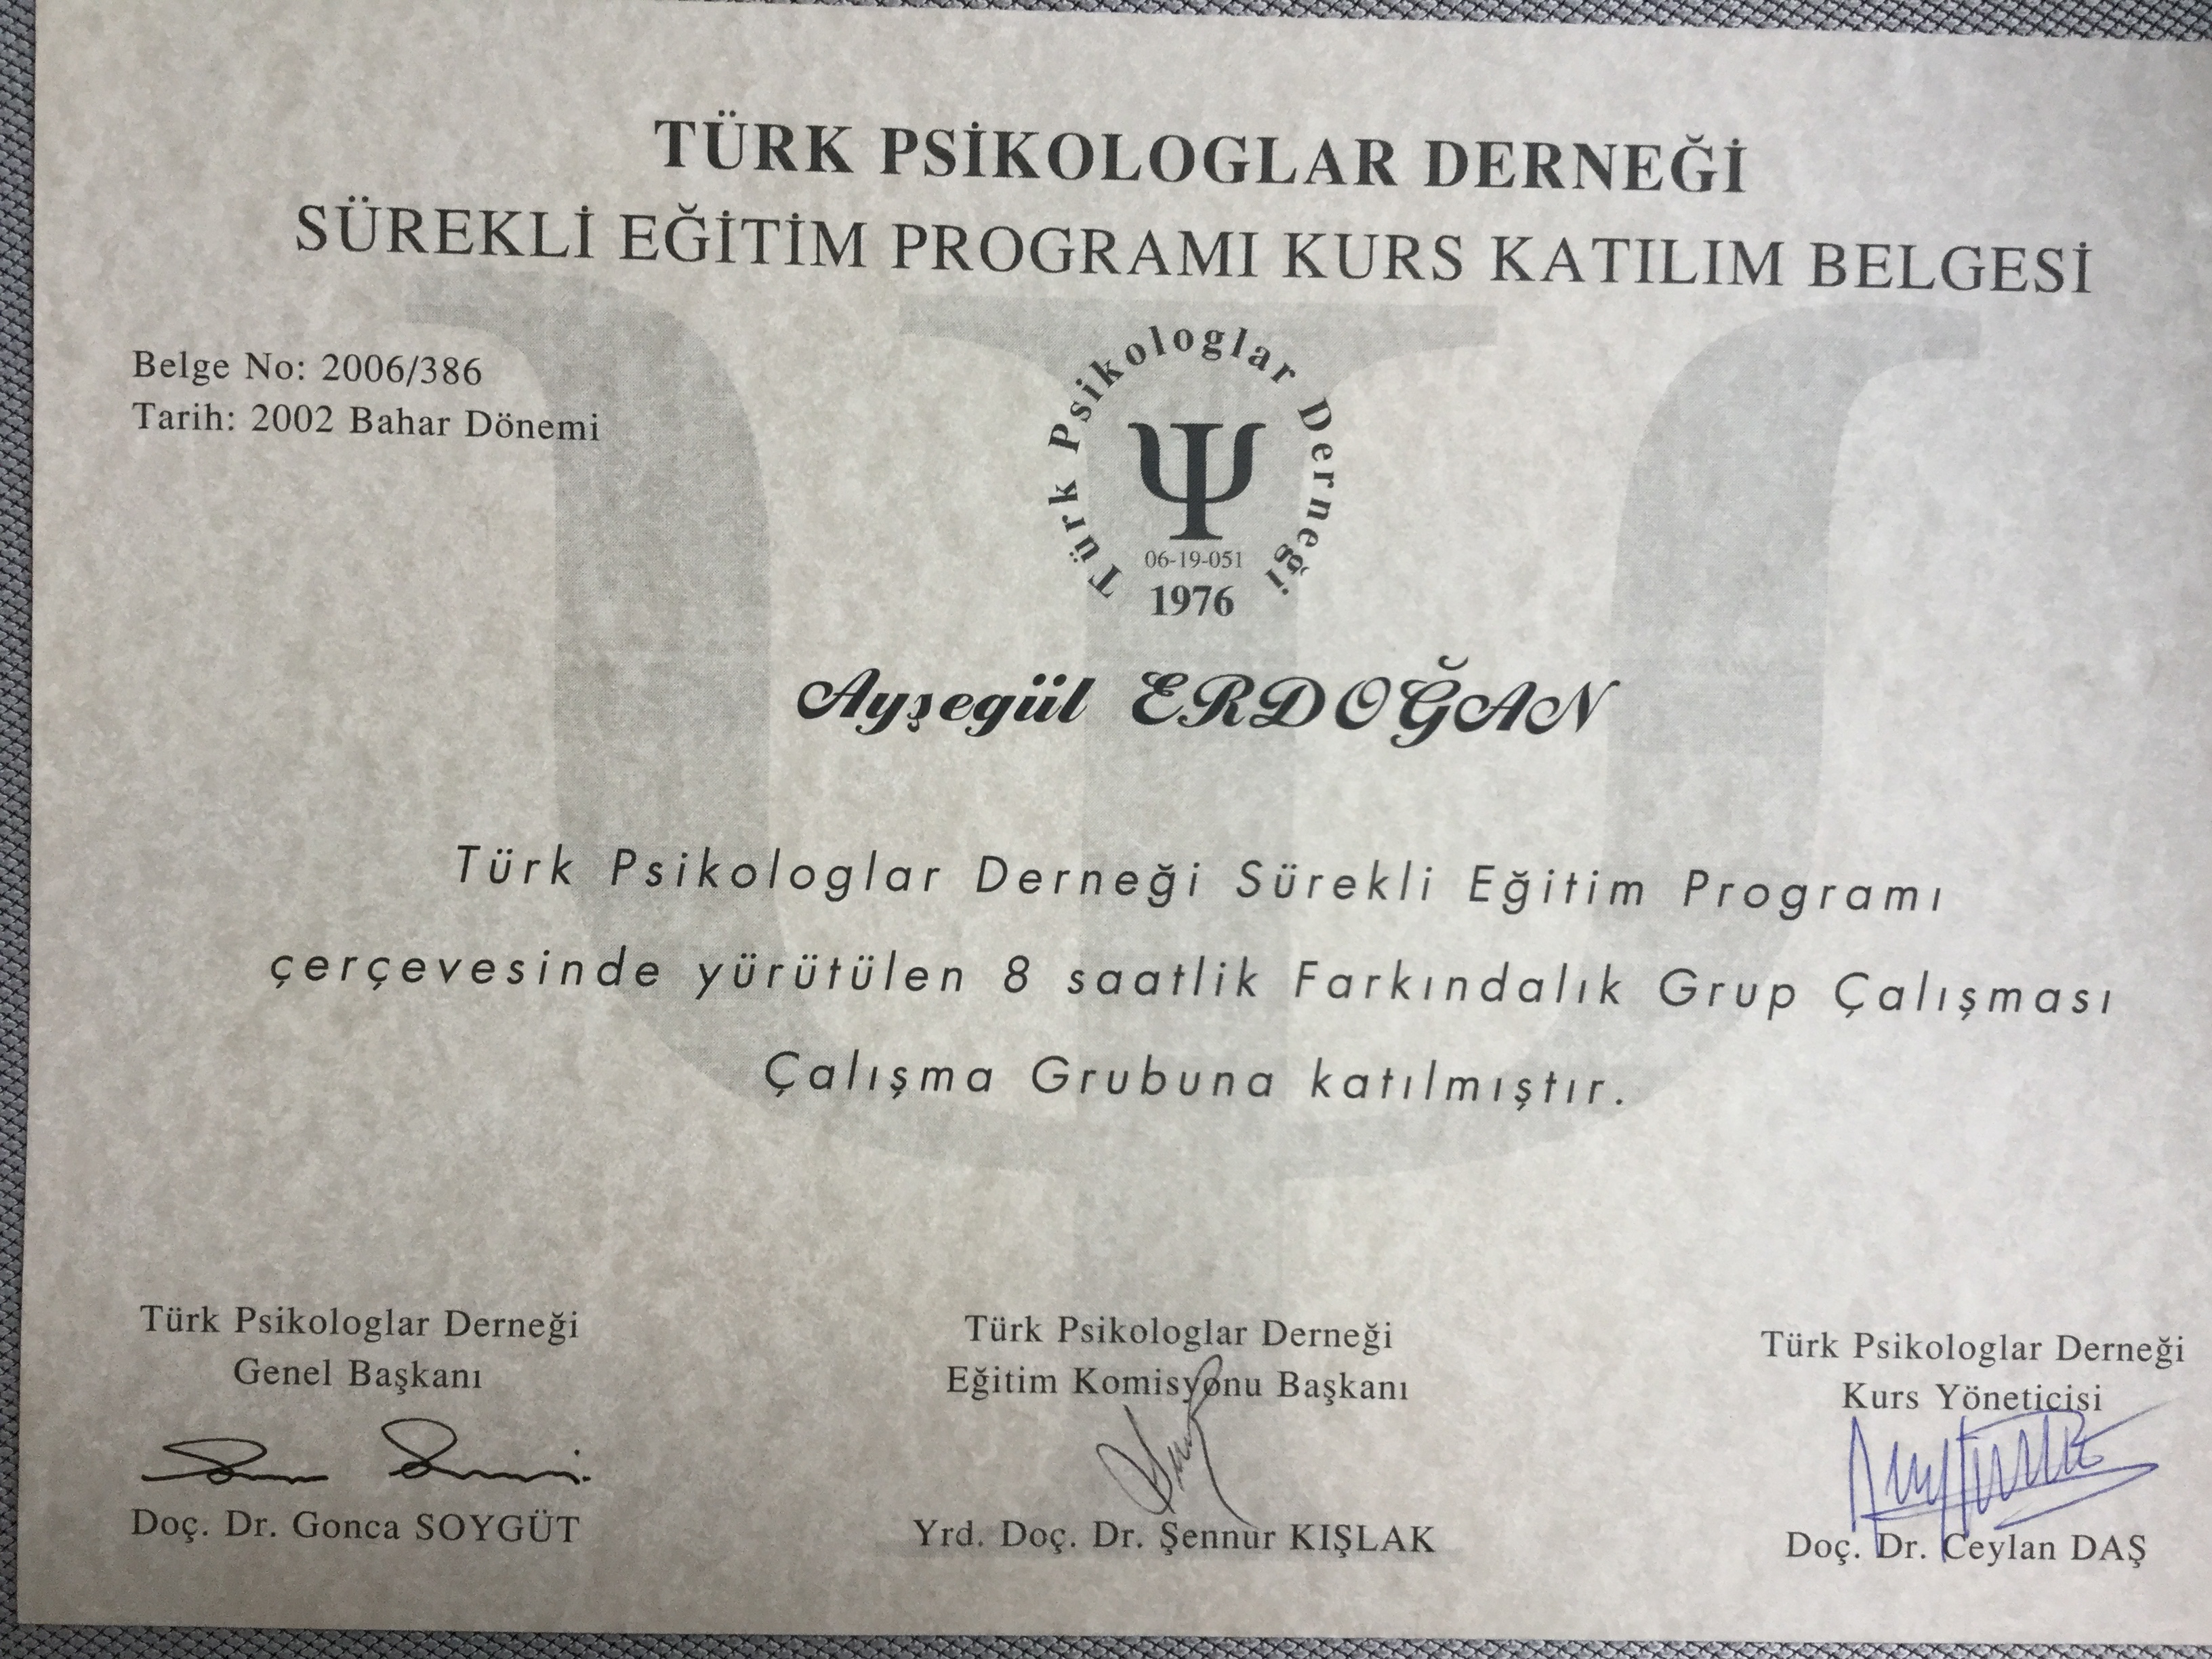 TÜRK PSİKOLOGLAR DERNEĞİ
SÜREKLİ EĞİTİM PROGRAMI KURS KATILIM BELGESİ
Belge No: 2006/386
Tarih: 2002 Bahar Dönemi
Türk Psikologlar Derneği
Ψ
06-19-051
1976
Ayşegül ERDOĞAN
Türk Psikologlar Derneği Sürekli Eğitim Programı
çerçevesinde yürütülen 8 saatlik Farkındalık Grup Çalışması
Çalışma Grubuna katılmıştır.
Türk Psikologlar Derneği
Genel Başkanı
Doç. Dr. Gonca SOYGÜT
Türk Psikologlar Derneği
Eğitim Komisyonu Başkanı
Yrd. Doç. Dr. Şennur KIŞLAK
Türk Psikologlar Derneği
Kurs Yöneticisi
Doç. Dr. Ceylan DAŞ